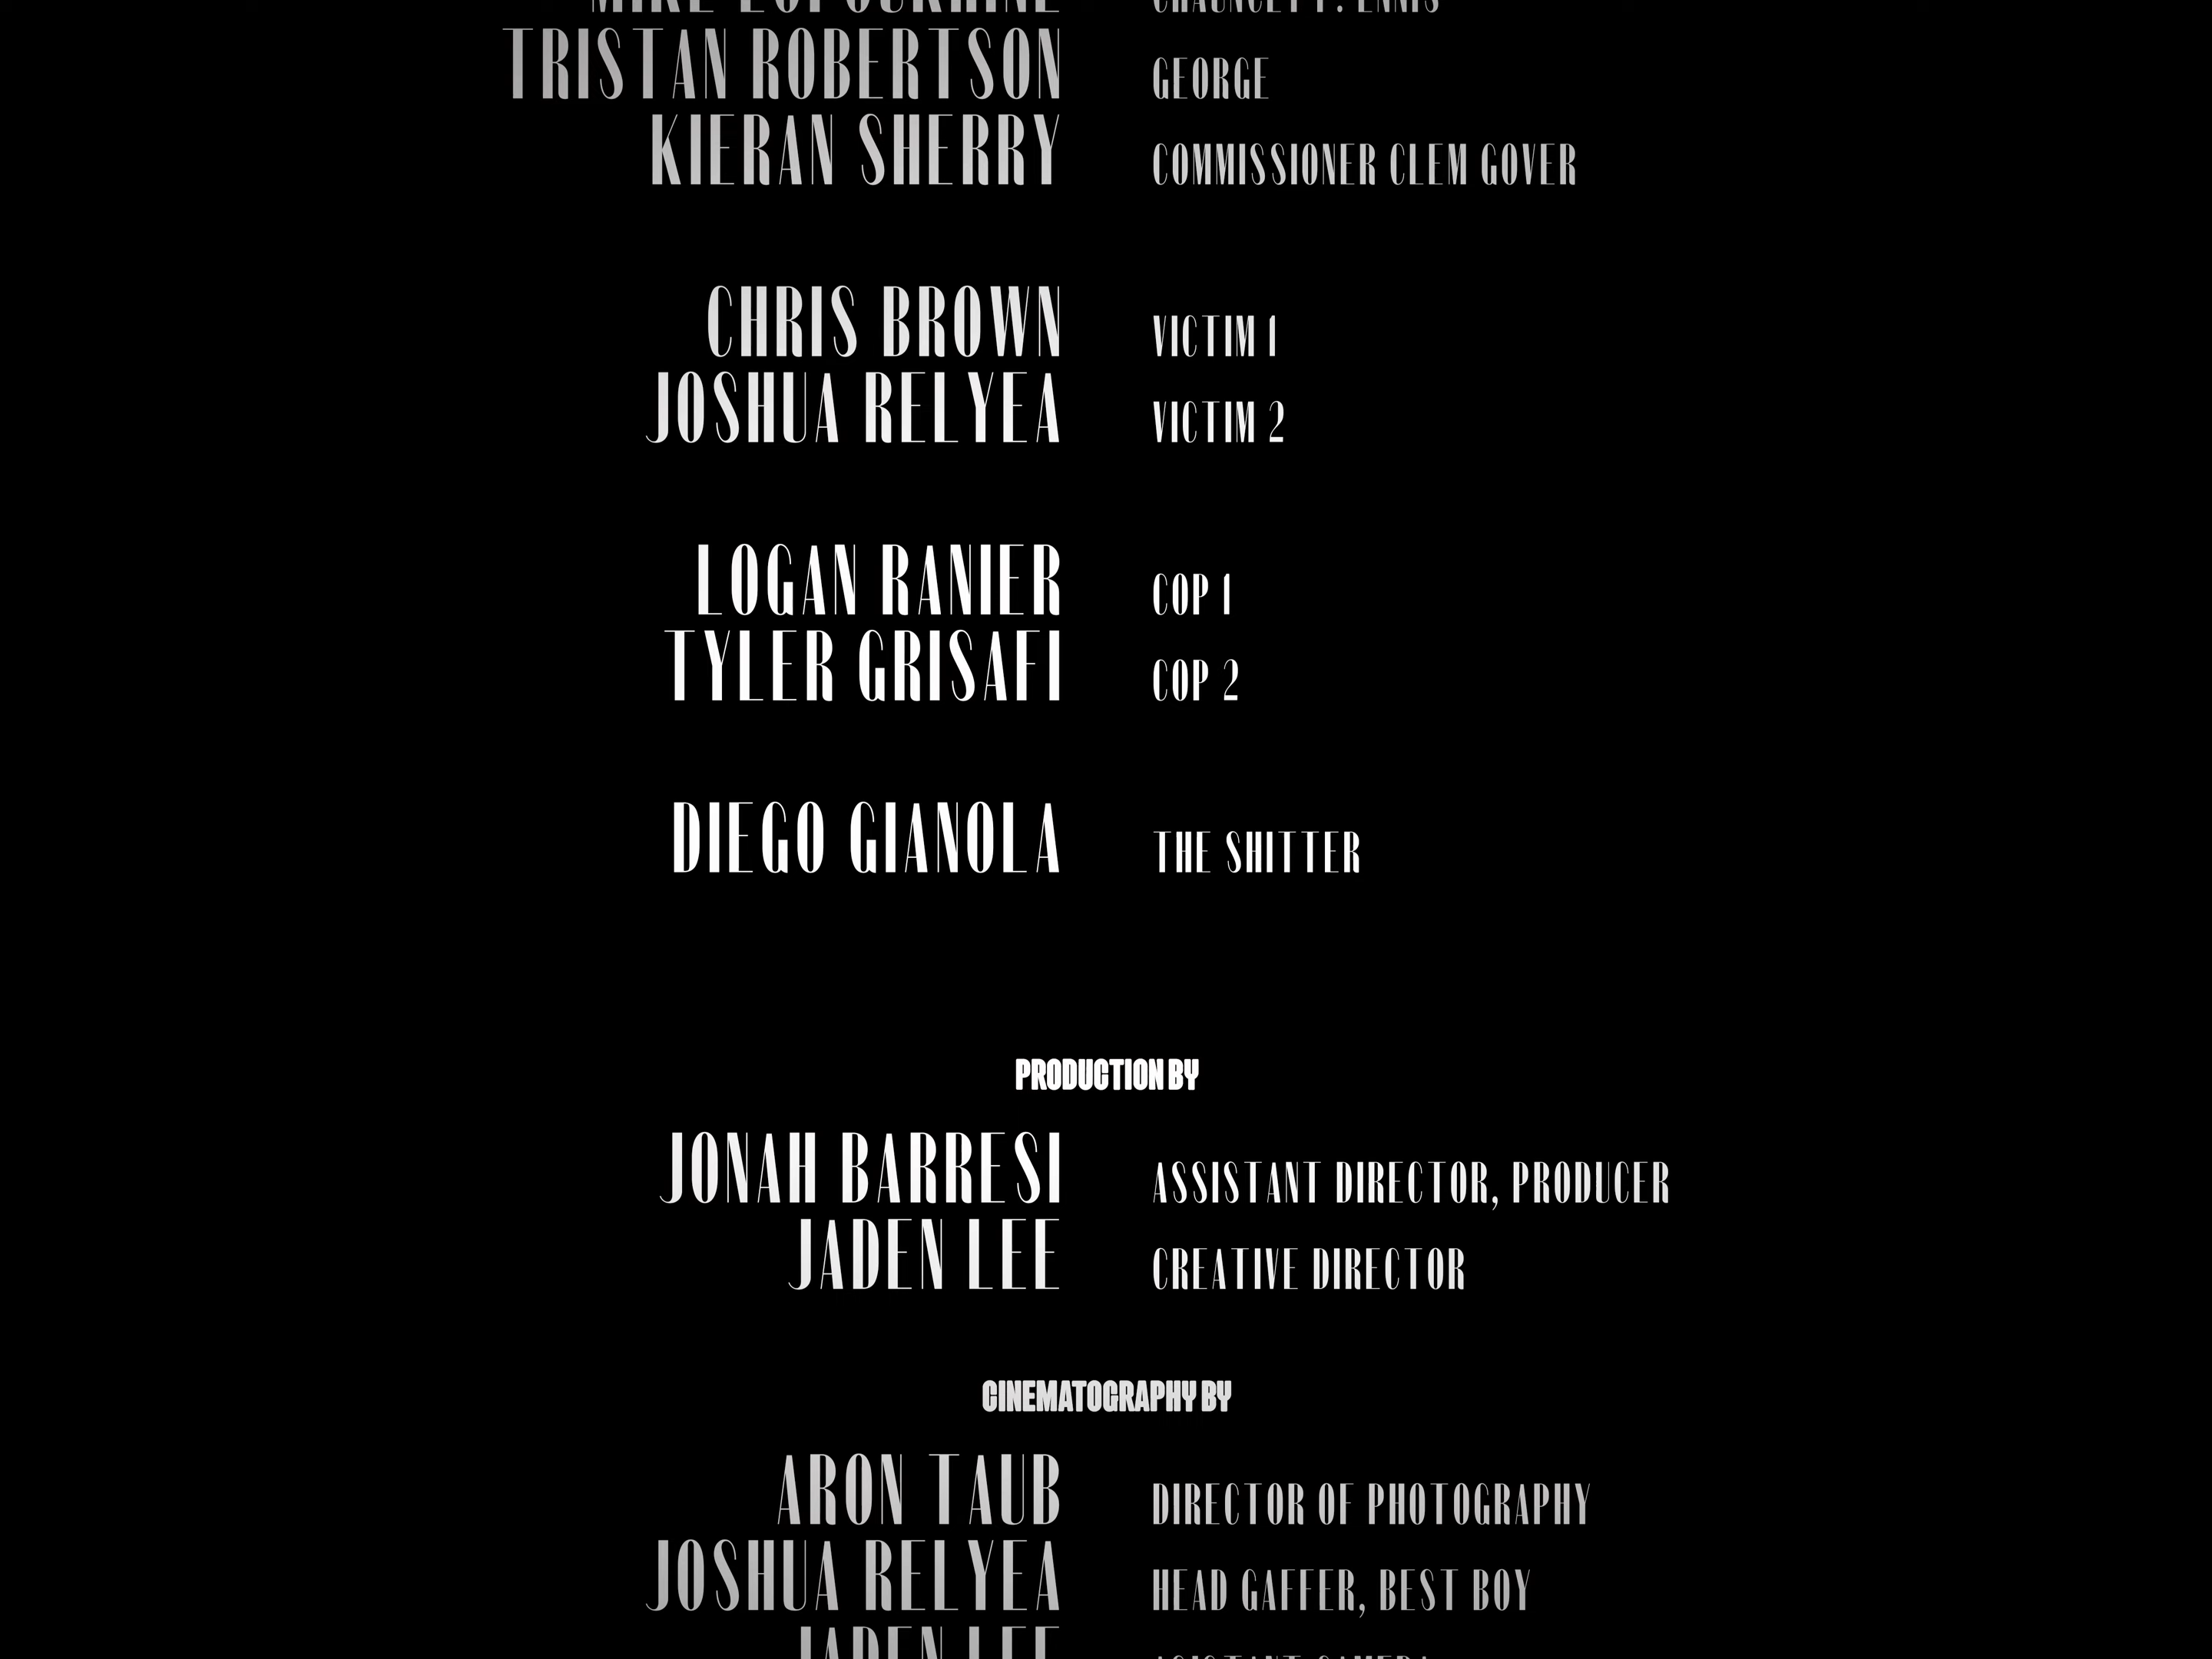 TRISTAN ROBERTSON GEORGE
KIERAN SHERRY COMMISSIONER CLEM GOVER
CHRIS BROWN VICTIM 1
JOSHUA RELYEA VICTIM 2
LOGAN RANIER COP 1
TYLER GRISAFI COP 2
DIEGO GIANOLA THE SHITTER
PRODUCTION BY
JONAH BARRESI ASSISTANT DIRECTOR, PRODUCER
JADEN LEE CREATIVE DIRECTOR
CINEMATOGRAPHY BY
ARON TAUB DIRECTOR OF PHOTOGRAPHY
JOSHUA RELYEA HEAD GAFFER, BEST BOY
JADEN LEE